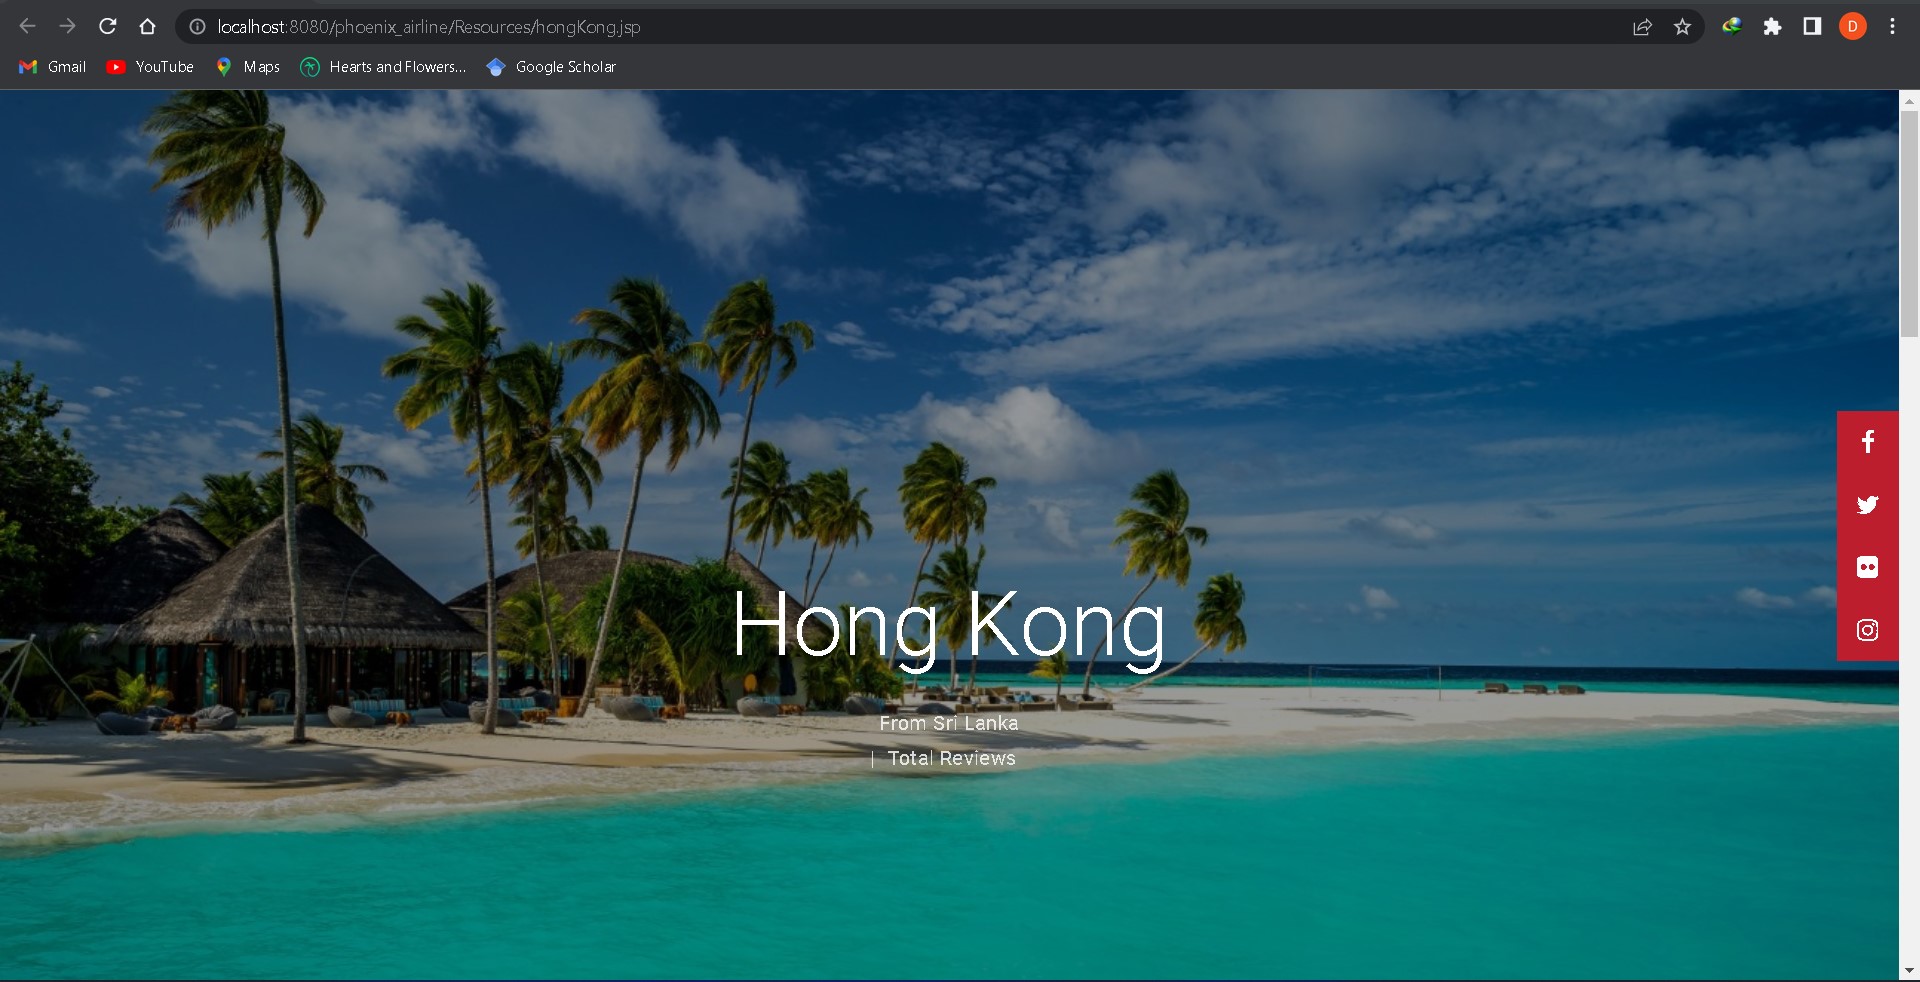 localhost:8080/phoenix_airline/Resources/hongKong.jsp
D
Gmail
YouTube
Maps
Hearts and Flowers...
Google Scholar
Hong Kong
From Sri Lanka
| Total Reviews